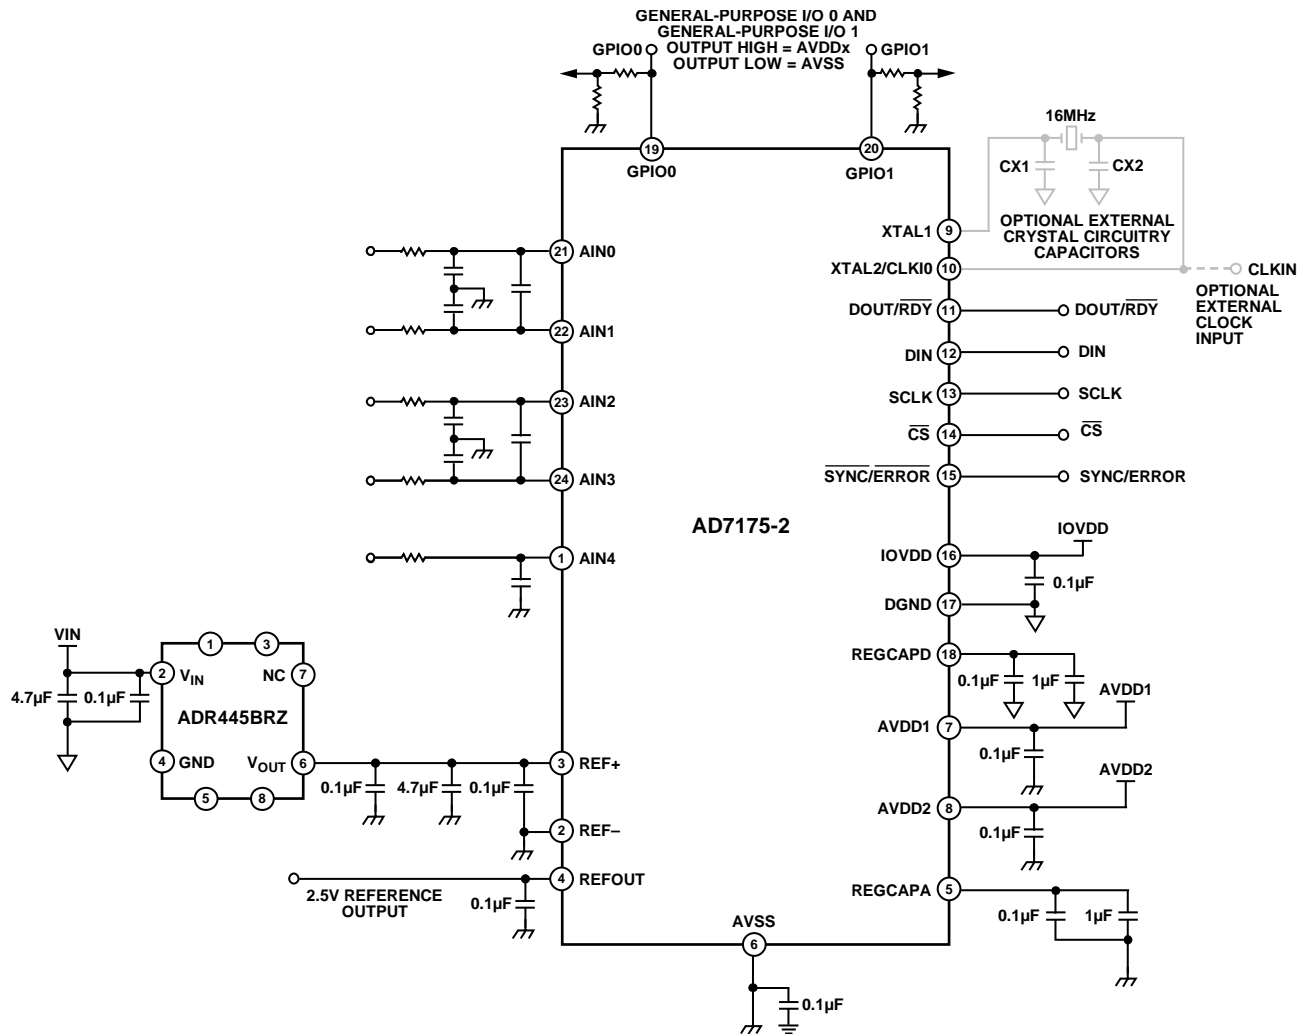 GENERAL-PURPOSE I/O 0 AND
GENERAL-PURPOSE I/O 1
OUTPUT HIGH = AVDDx
OUTPUT LOW = AVSS
GPIO0
GPIO1
19
GPIO0
20
GPIO1
16MHz
CX1
CX2
OPTIONAL EXTERNAL
CRYSTAL CIRCUITRY
CAPACITORS
XTAL1
9
XTAL2/CLKI0
10
CLKIN
OPTIONAL
EXTERNAL
CLOCK
INPUT
21
AIN0
22
AIN1
23
AIN2
24
AIN3
1
AIN4
DOUT/RDY
11
DOUT/RDY
DIN
12
DIN
SCLK
13
SCLK
CS
14
CS
SYNC/ERROR
15
SYNC/ERROR
AD7175-2
IOVDD
16
IOVDD
0.1µF
DGND
17
REGCAPD
18
0.1µF
1µF
AVDD1
7
AVDD1
0.1µF
AVDD2
8
AVDD2
0.1µF
REGCAPA
5
0.1µF
1µF
VIN
4.7µF
0.1µF
1
3
2
VIN
NC
7
ADR445BRZ
4
GND
VOUT
6
5
8
0.1µF
4.7µF
0.1µF
3
REF+
2
REF–
4
REFOUT
2.5V REFERENCE
OUTPUT
0.1µF
AVSS
6
0.1µF